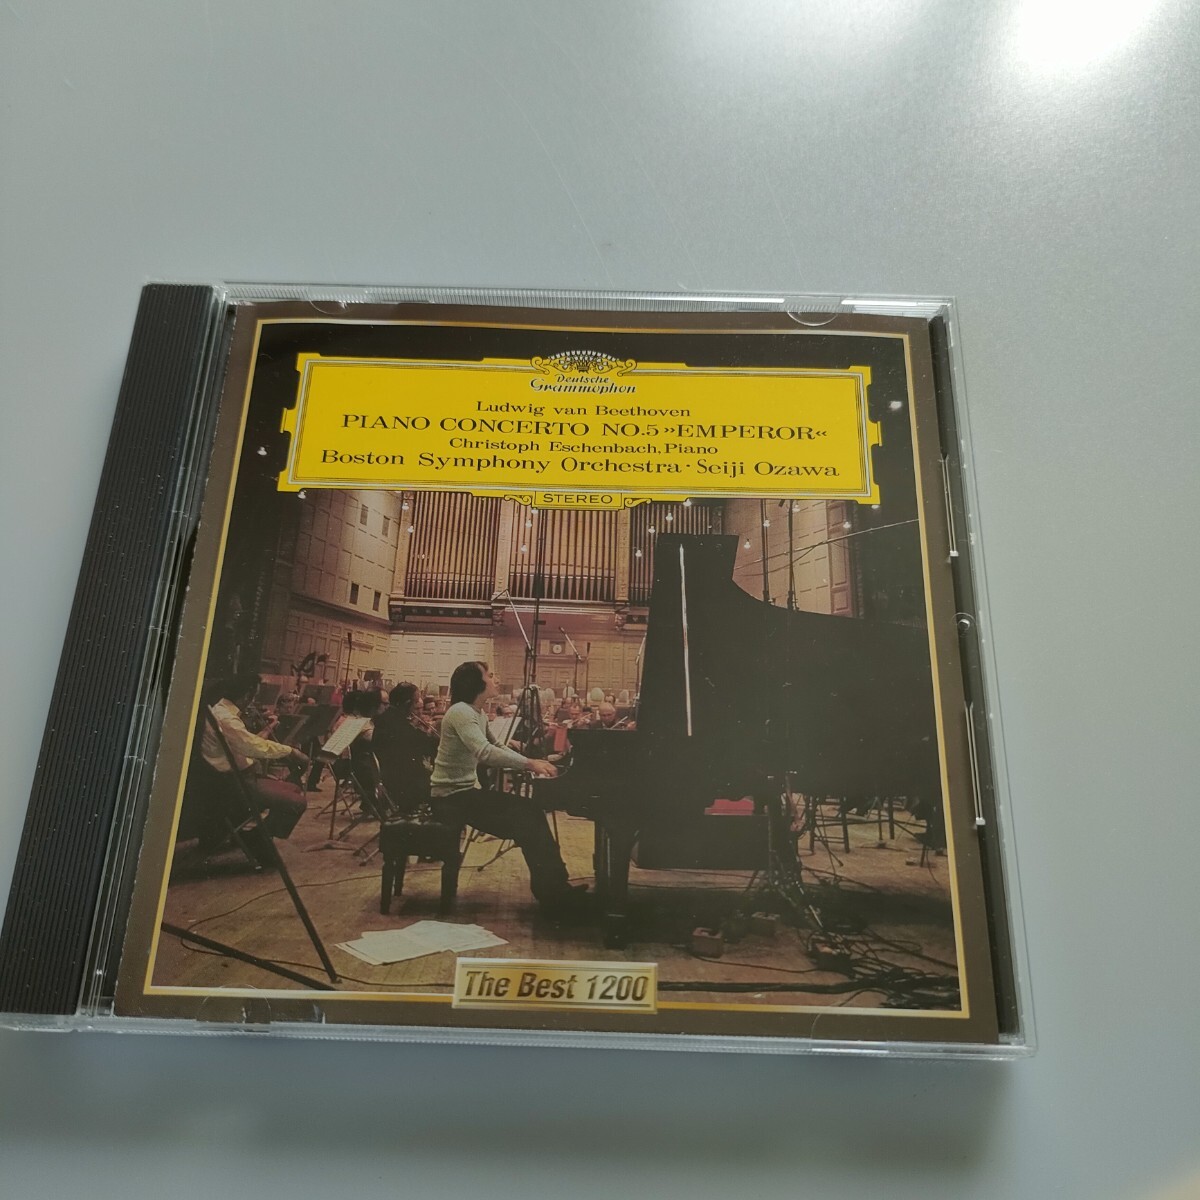 Deutsche
Grammophon
Ludwig van Beethoven
PIANO CONCERTO NO.5 »EMPEROR«
Christoph Eschenbach, Piano
Boston Symphony Orchestra · Seiji Ozawa
STEREO
The Best 1200